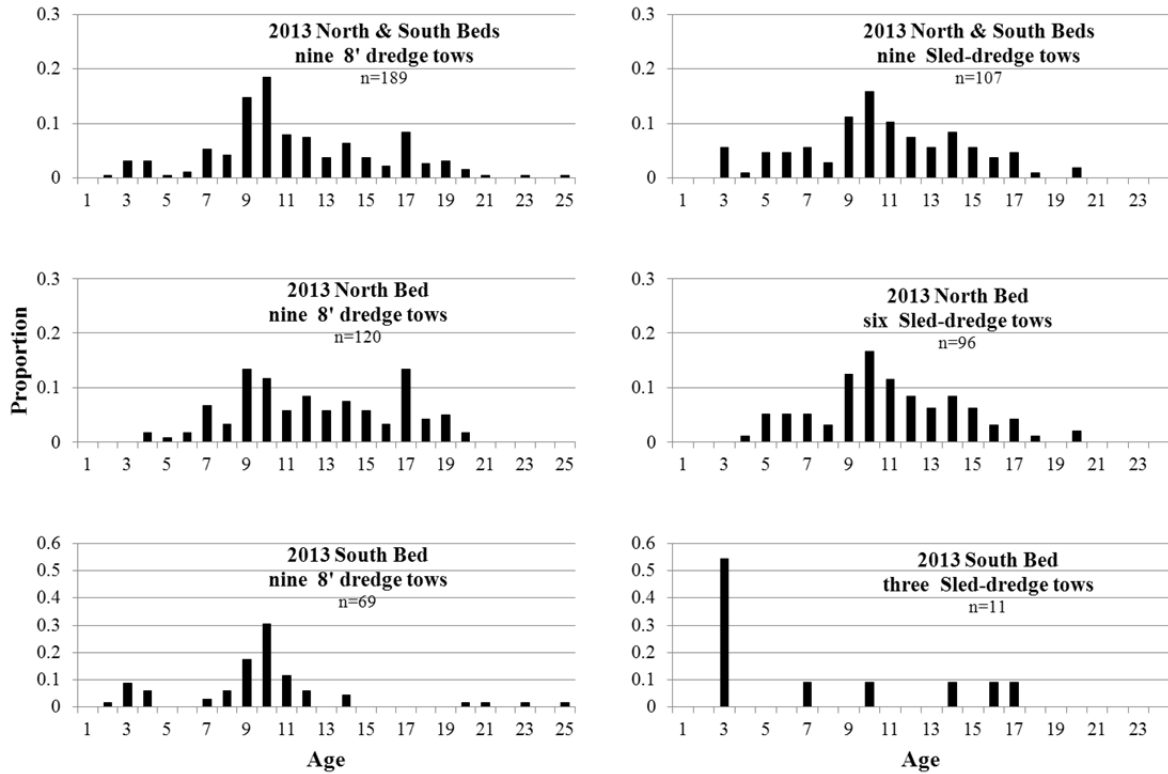 2013 North & South Beds
nine 8' dredge tows
n=189
0.3
0.2
0.1
0
1 3 5 7 9 11 13 15 17 19 21 23 25
2013 North & South Beds
nine Sled-dredge tows
n=107
0.3
0.2
0.1
0
1 3 5 7 9 11 13 15 17 19 21 23
Proportion
2013 North Bed
nine 8' dredge tows
n=120
0.3
0.2
0.1
0
1 3 5 7 9 11 13 15 17 19 21 23 25
2013 North Bed
six Sled-dredge tows
n=96
0.3
0.2
0.1
0
1 3 5 7 9 11 13 15 17 19 21 23
2013 South Bed
nine 8' dredge tows
n=69
0.6
0.5
0.4
0.3
0.2
0.1
0
1 3 5 7 9 11 13 15 17 19 21 23 25
Age
2013 South Bed
three Sled-dredge tows
n=11
0.6
0.5
0.4
0.3
0.2
0.1
0
1 3 5 7 9 11 13 15 17 19 21 23
Age